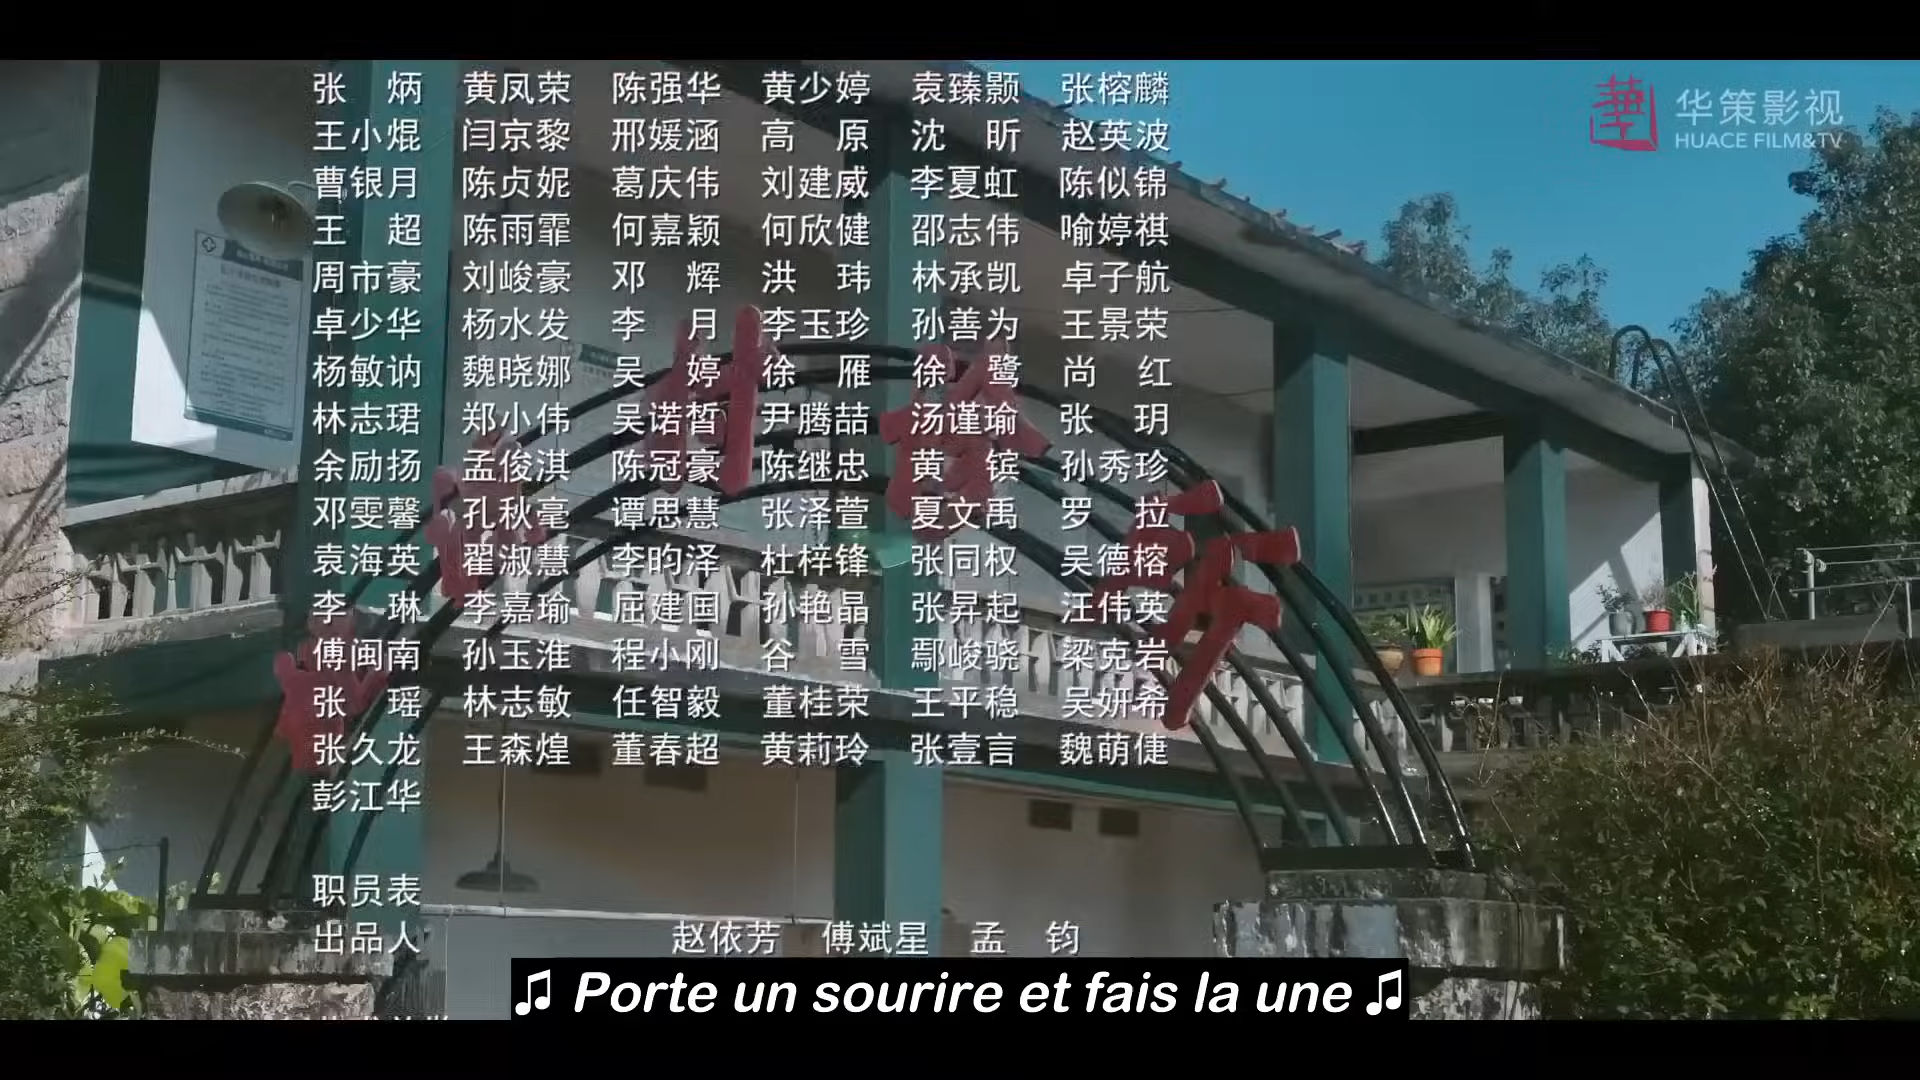 华策影视
HUACE FILM&TV
张 炳 黄凤荣 陈强华 黄少婷 袁臻颢 张榕麟
王小焜 闫京黎 邢媛涵 高 原 沈 昕 赵英波
曹银月 陈贞妮 葛庆伟 刘建威 李夏虹 陈似锦
王 超 陈雨霏 何嘉颖 何欣健 邵志伟 喻婷祺
周市豪 刘峻豪 邓 辉 洪 玮 林承凯 卓子航
卓少华 杨水发 李 月 李玉珍 孙善为 王景荣
杨敏讷 魏晓娜 吴 婷 徐 雁 徐 鹭 尚 红
林志珺 郑小伟 吴诺皙 尹腾喆 汤谨瑜 张 玥
余励扬 孟俊淇 陈冠豪 陈继忠 黄 镔 孙秀珍
邓雯馨 孔秋毫 谭思慧 张泽萱 夏文禹 罗 拉
袁海英 翟淑慧 李昀泽 杜梓锋 张同权 吴德榕
李 琳 李嘉瑜 屈建国 孙艳晶 张昇起 汪伟英
傅闽南 孙玉淮 程小刚 谷 雪 鄢峻骁 梁克岩
张 瑶 林志敏 任智毅 董桂荣 王平稳 吴妍希
张久龙 王森煌 董春超 黄莉玲 张壹言 魏萌倢
彭江华
职员表
出品人 赵依芳 傅斌星 孟 钧
♫ Porte un sourire et fais la une ♫